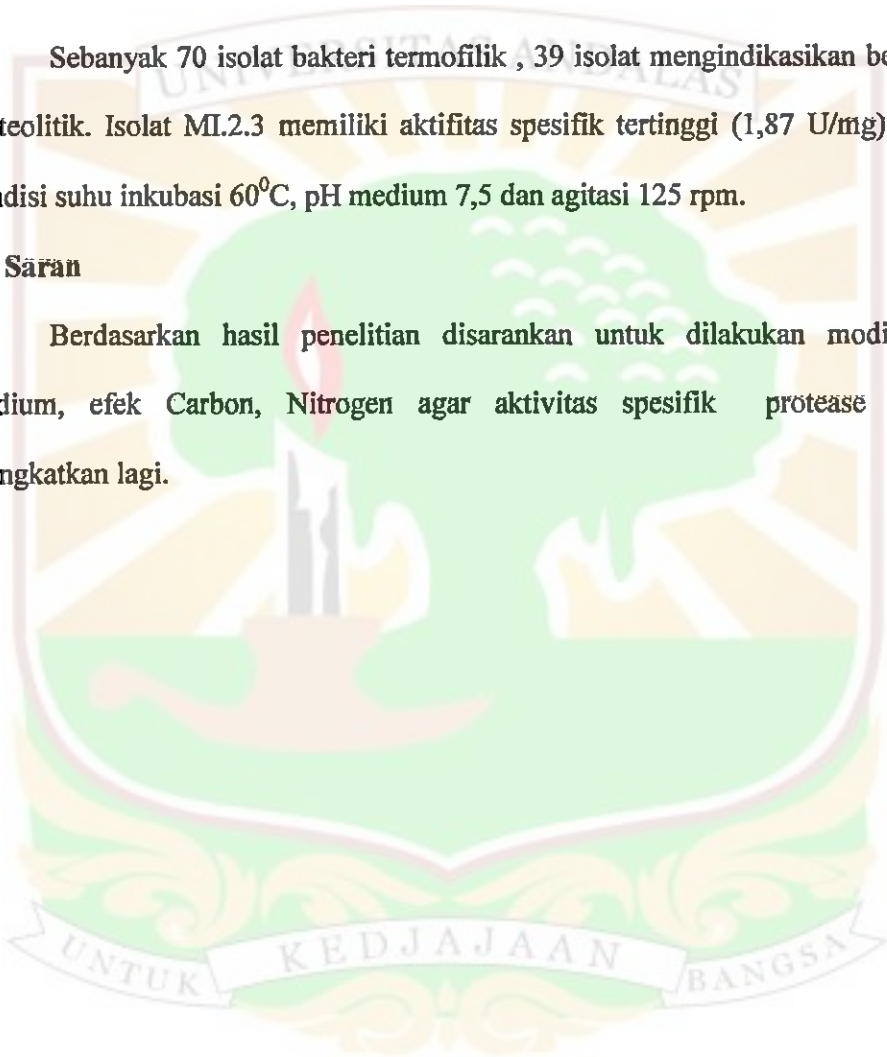 UNIVERSITAS ANDALAS
Sebanyak 70 isolat bakteri termofilik , 39 isolat mengindikasikan be
teolitik. Isolat MI.2.3 memiliki aktifitas spesifik tertinggi (1,87 U/mg)
ndisi suhu inkubasi 60⁰C, pH medium 7,5 dan agitasi 125 rpm.
Saran
Berdasarkan hasil penelitian disarankan untuk dilakukan modi
dium, efek Carbon, Nitrogen agar aktivitas spesifik protease
ngkatkan lagi.
UNTUK KEDJAJAAN BANGSA